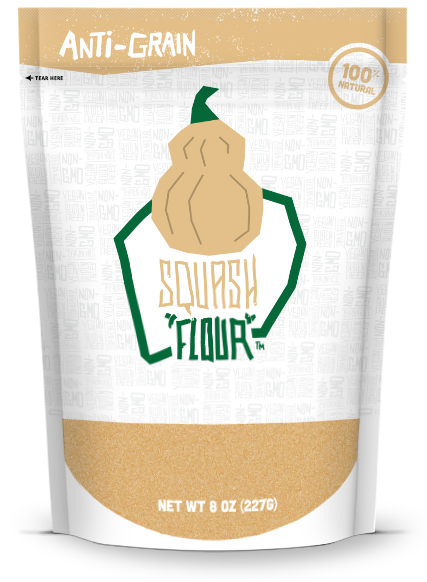 ANTI-GRAIN
TEAR HERE
100%
NATURAL
SQUASH
"FLOUR"™
NET WT 8 OZ (227G)